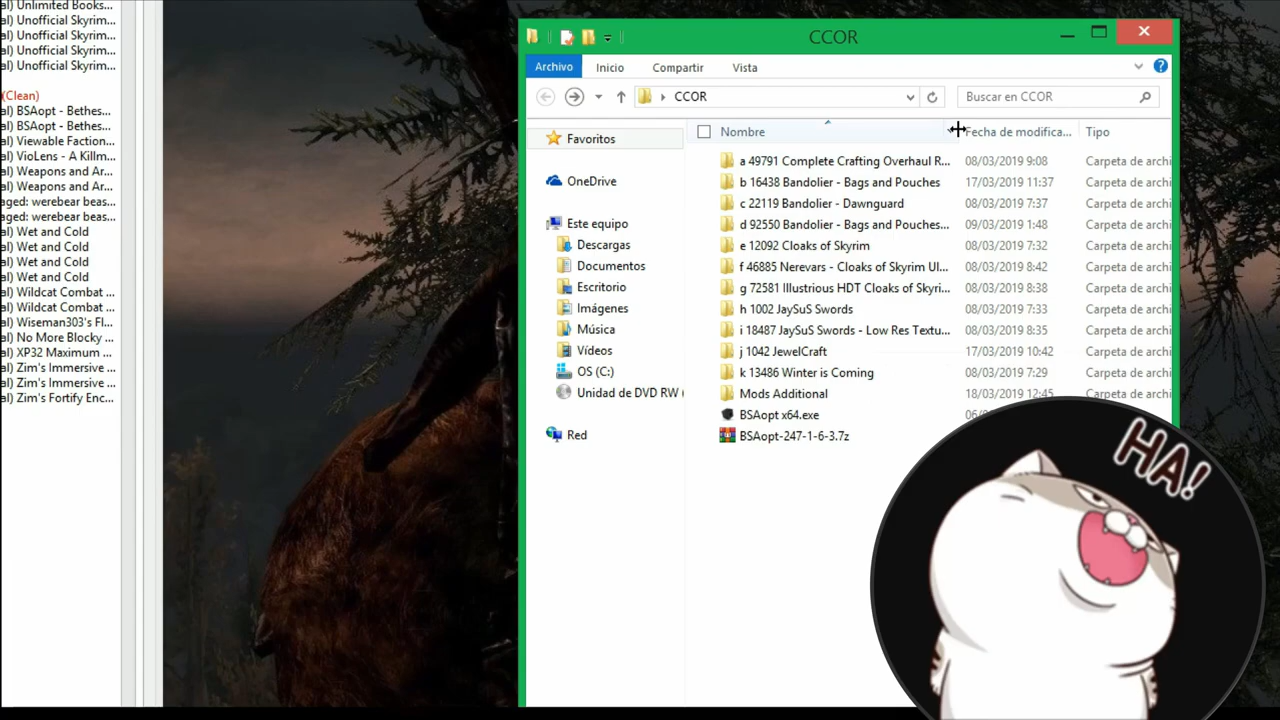 al) Unlimited Books...
al) Unofficial Skyrim...
al) Unofficial Skyrim...
al) Unofficial Skyrim...
al) Unofficial Skyrim...
(Clean)
al) BSAopt - Bethes...
al) BSAopt - Bethes...
al) Viewable Faction...
al) VioLens - A Killm...
al) Weapons and Ar...
al) Weapons and Ar...
aged: werebear beas...
aged: werebear beas...
al) Wet and Cold
al) Wet and Cold
al) Wet and Cold
al) Wet and Cold
al) Wildcat Combat ...
al) Wildcat Combat ...
al) Wiseman303's Fl...
al) No More Blocky ...
al) XP32 Maximum ...
al) Zim's Immersive ...
al) Zim's Immersive ...
al) Zim's Fortify Enc...
CCOR
Archivo Inicio Compartir Vista
CCOR Buscar en CCOR
Favoritos
OneDrive
Este equipo
Descargas
Documentos
Escritorio
Imágenes
Música
Vídeos
OS (C:)
Unidad de DVD RW (
Red
Nombre Fecha de modifica... Tipo
a 49791 Complete Crafting Overhaul R... 08/03/2019 9:08 Carpeta de archi
b 16438 Bandolier - Bags and Pouches 17/03/2019 11:37 Carpeta de archi
c 22119 Bandolier - Dawnguard 08/03/2019 7:37 Carpeta de archi
d 92550 Bandolier - Bags and Pouches... 09/03/2019 1:48 Carpeta de archi
e 12092 Cloaks of Skyrim 08/03/2019 7:32 Carpeta de archi
f 46885 Nerevars - Cloaks of Skyrim Ul... 08/03/2019 8:42 Carpeta de archi
g 72581 Illustrious HDT Cloaks of Skyri... 08/03/2019 8:38 Carpeta de archi
h 1002 JaySuS Swords 08/03/2019 7:33 Carpeta de archi
i 18487 JaySuS Swords - Low Res Textu... 08/03/2019 8:35 Carpeta de archi
j 1042 JewelCraft 17/03/2019 10:42 Carpeta de archi
k 13486 Winter is Coming 08/03/2019 7:29 Carpeta de archi
Mods Additional 18/03/2019 12:45 Carpeta de archi
BSAopt x64.exe
BSAopt-247-1-6-3.7z
HA!